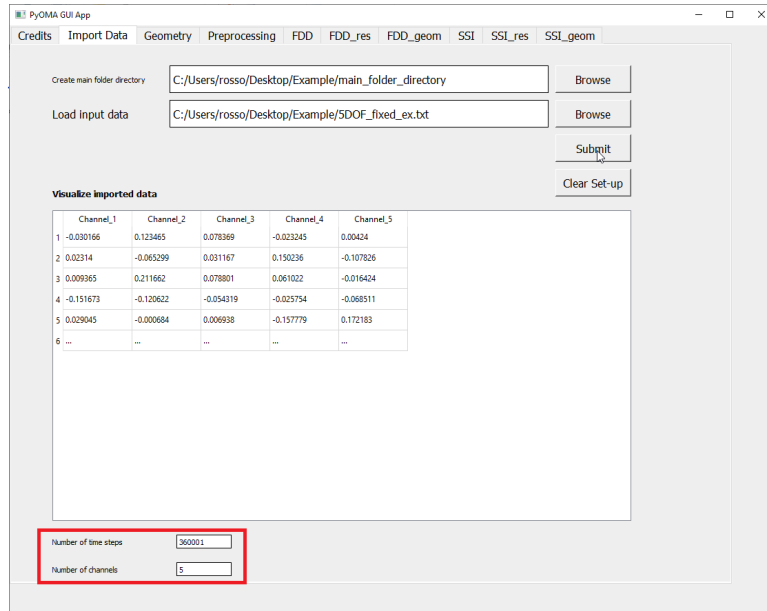 PyOMA GUI App
Credits Import Data Geometry Preprocessing FDD FDD_res FDD_geom SSI SSI_res SSI_geom
Create main folder directory C:/Users/rosso/Desktop/Example/main_folder_directory Browse
Load input data C:/Users/rosso/Desktop/Example/5DOF_fixed_ex.txt Browse
Submit
Clear Set-up
Visualize imported data
Channel_1 Channel_2 Channel_3 Channel_4 Channel_5
1 -0.030166 0.123465 0.078369 -0.023245 0.00424
2 0.02314 -0.065299 0.031167 0.150236 -0.107826
3 0.009365 0.211662 0.078801 0.061022 -0.016424
4 -0.151673 -0.120622 -0.054319 -0.025754 -0.068511
5 0.029045 -0.000684 0.006938 -0.157779 0.172183
6 ... ... ... ... ...
Number of time steps 360001
Number of channels 5